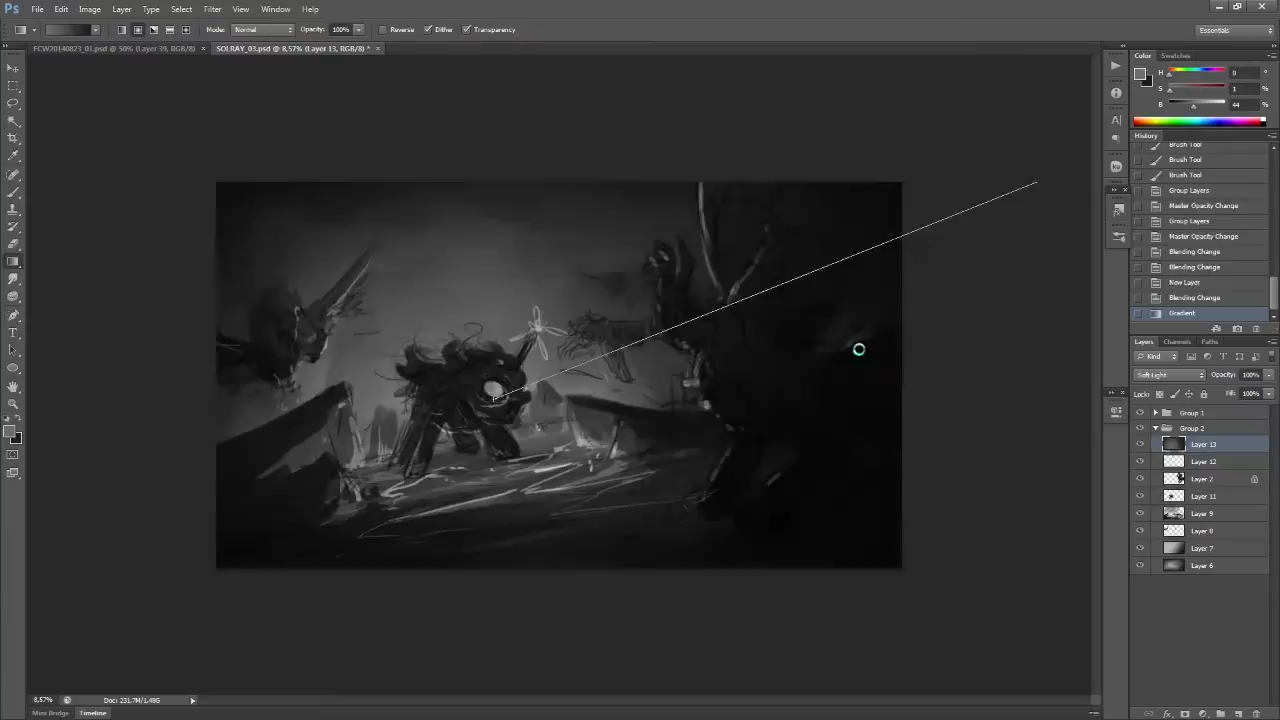 Ps File Edit Image Layer Type Select Filter View Window Help
Mode: Normal Opacity: 100% Reverse Dither Transparency Essentials
FCW20140823_01.psd @ 50% (Layer 39, RGB/8) × SOLRAY_03.psd @ 8,57% (Layer 13, RGB/8) * ×
Color Swatches
H 0 °
S 1 %
B 44 %
History
Brush Tool
Brush Tool
Brush Tool
Group Layers
Master Opacity Change
Group Layers
Master Opacity Change
Blending Change
Blending Change
New Layer
Blending Change
Gradient
Layers Channels Paths
Kind
Soft Light Opacity: 100%
Lock: Fill: 100%
Group 1
Group 2
Layer 13
Layer 12
Layer 2
Layer 11
Layer 9
Layer 8
Layer 7
Layer 6
8,57% Doc: 231.7M/1,48G
Mini Bridge Timeline